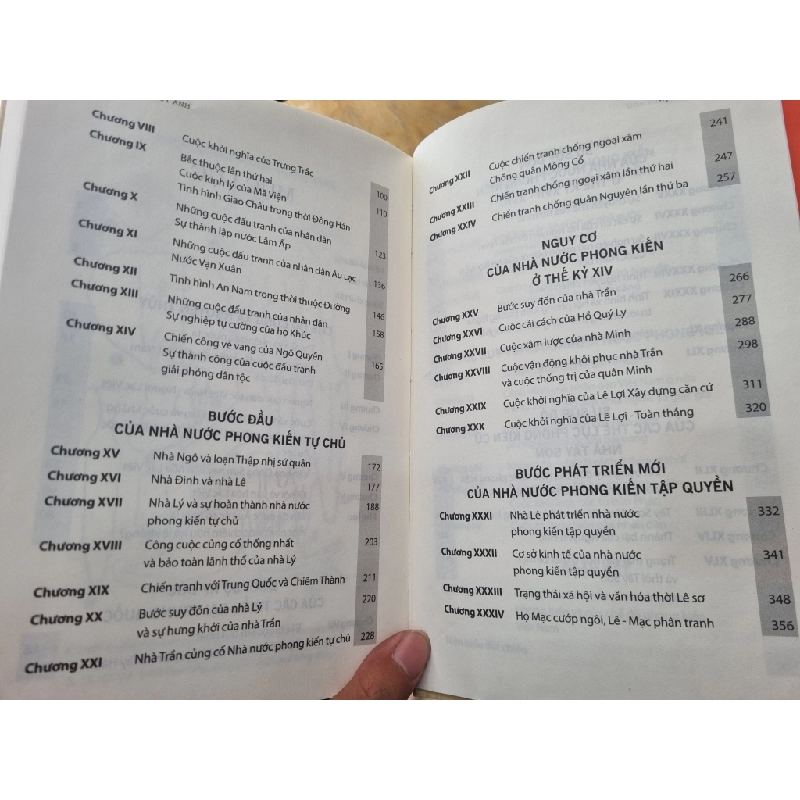 ANH
Chương VIII
Cuộc khởi nghĩa của Trưng Trắc
Chương IX
Bắc thuộc lần thứ hai
Cuộc kinh lý của Mã Viện 100
Chương X
Tình hình Giao Châu trong thời Đông Hán 110
Những cuộc đấu tranh của nhân dân
Chương XI
Sự thành lập nước Lâm Ấp 123
Những cuộc đấu tranh của nhân dân Âu Lạc
Chương XII
Nước Vạn Xuân 136
Chương XIII
Tình hình An Nam trong thời thuộc Đường 146
Những cuộc đấu tranh của nhân dân
Sự nghiệp tự cường của họ Khúc 158
Chương XIV
Chiến công vẻ vang của Ngô Quyền
Sự thành công của cuộc đấu tranh 165
giải phóng dân tộc
BƯỚC ĐẦU
CỦA NHÀ NƯỚC PHONG KIẾN TỰ CHỦ
Chương XV Nhà Ngô và loạn Thập nhị sứ quân 172
Chương XVI Nhà Đinh và nhà Lê 177
Chương XVII Nhà Lý và sự hoàn thành nhà nước 188
phong kiến tự chủ
Chương XVIII Công cuộc củng cố thống nhất 203
và bảo toàn lãnh thổ của nhà Lý
Chương XIX Chiến tranh với Trung Quốc và Chiêm Thành 211
Chương XX Bước suy đốn của nhà Lý 220
và sự hưng khởi của nhà Trần
Chương XXI Nhà Trần củng cố Nhà nước phong kiến tự chủ 228
Cuộc chiến tranh chống ngoại xâm 241
Chương XXII Chống quân Mông Cổ
Chiến tranh chống ngoại xâm lần thứ hai 247
Chương XXIII
Chiến tranh chống quân Nguyên lần thứ ba 257
Chương XXIV
NGUY CƠ
CỦA NHÀ NƯỚC PHONG KIẾN
Ở THẾ KỶ XIV
Chương XXV Bước suy đốn của nhà Trần 266
Chương XXVI Cuộc cải cách của Hồ Quý Ly 277
Chương XXVII Cuộc xâm lược của nhà Minh 288
Chương XXVIII Cuộc vận động khôi phục nhà Trần 298
và cuộc thống trị của quân Minh
Chương XXIX Cuộc khởi nghĩa của Lê Lợi Xây dựng căn cứ 311
Chương XXX Cuộc khởi nghĩa của Lê Lợi - Toàn thắng 320
BƯỚC PHÁT TRIỂN MỚI
CỦA NHÀ NƯỚC PHONG KIẾN TẬP QUYỀN
Chương XXXI Nhà Lê phát triển nhà nước 332
phong kiến tập quyền
Chương XXXII Cơ sở kinh tế của nhà nước 341
phong kiến tập quyền
Chương XXXIII Trạng thái xã hội và văn hóa thời Lê sơ 348
Chương XXXIV Họ Mạc cướp ngôi, Lê - Mạc phân tranh 356